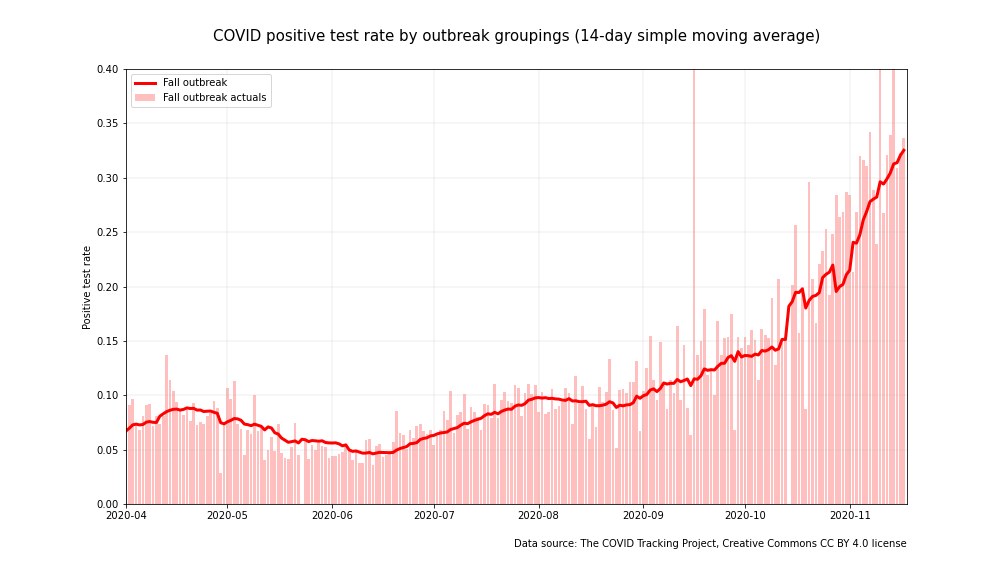 COVID positive test rate by outbreak groupings (14-day simple moving average)
Fall outbreak
Fall outbreak actuals
Positive test rate
0.40
0.35
0.30
0.25
0.20
0.15
0.10
0.05
0.00
2020-04 2020-05 2020-06 2020-07 2020-08 2020-09 2020-10 2020-11
Data source: The COVID Tracking Project, Creative Commons CC BY 4.0 license